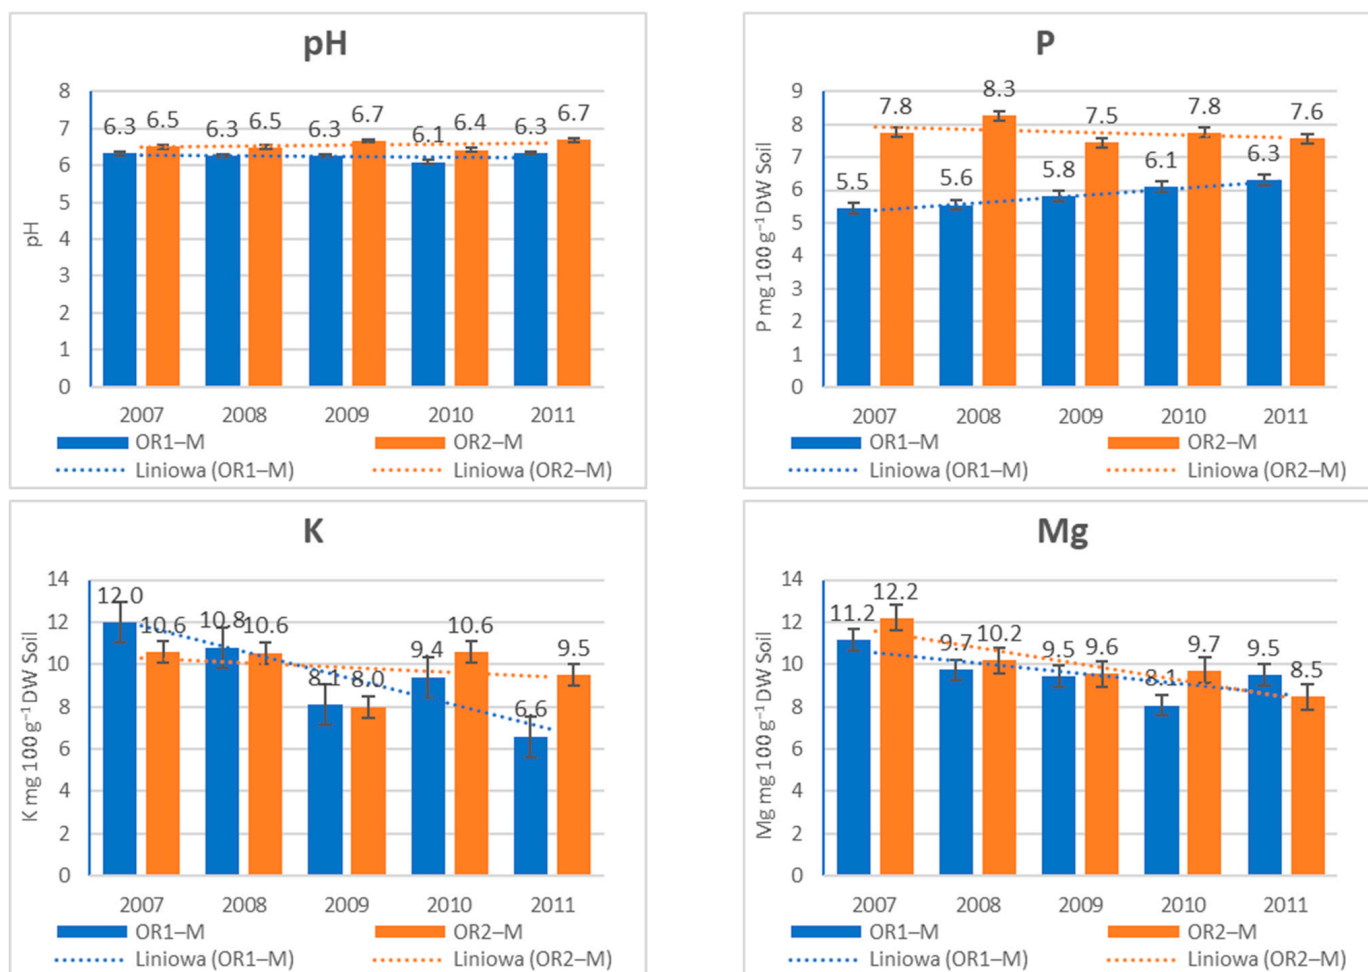 pH
8
7
6
5
4
3
2
1
0
pH
6.3 6.5 6.3 6.5 6.3 6.7 6.1 6.4 6.3 6.7
2007 2008 2009 2010 2011
OR1–M OR2–M
Liniowa (OR1–M) Liniowa (OR2–M)
P
9
8
7
6
5
4
3
2
1
0
P mg 100 g⁻¹ DW Soil
5.5 7.8 5.6 8.3 5.8 7.5 6.1 7.8 6.3 7.6
2007 2008 2009 2010 2011
OR1–M OR2–M
Liniowa (OR1–M) Liniowa (OR2–M)
K
14
12
10
8
6
4
2
0
K mg 100 g⁻¹ DW Soil
12.0 10.6 10.8 10.6 8.1 8.0 9.4 10.6 6.6 9.5
2007 2008 2009 2010 2011
OR1–M OR2–M
Liniowa (OR1–M) Liniowa (OR2–M)
Mg
14
12
10
8
6
4
2
0
Mg mg 100 g⁻¹ DW Soil
11.2 12.2 9.7 10.2 9.5 9.6 8.1 9.7 9.5 8.5
2007 2008 2009 2010 2011
OR1–M OR2–M
Liniowa (OR1–M) Liniowa (OR2–M)